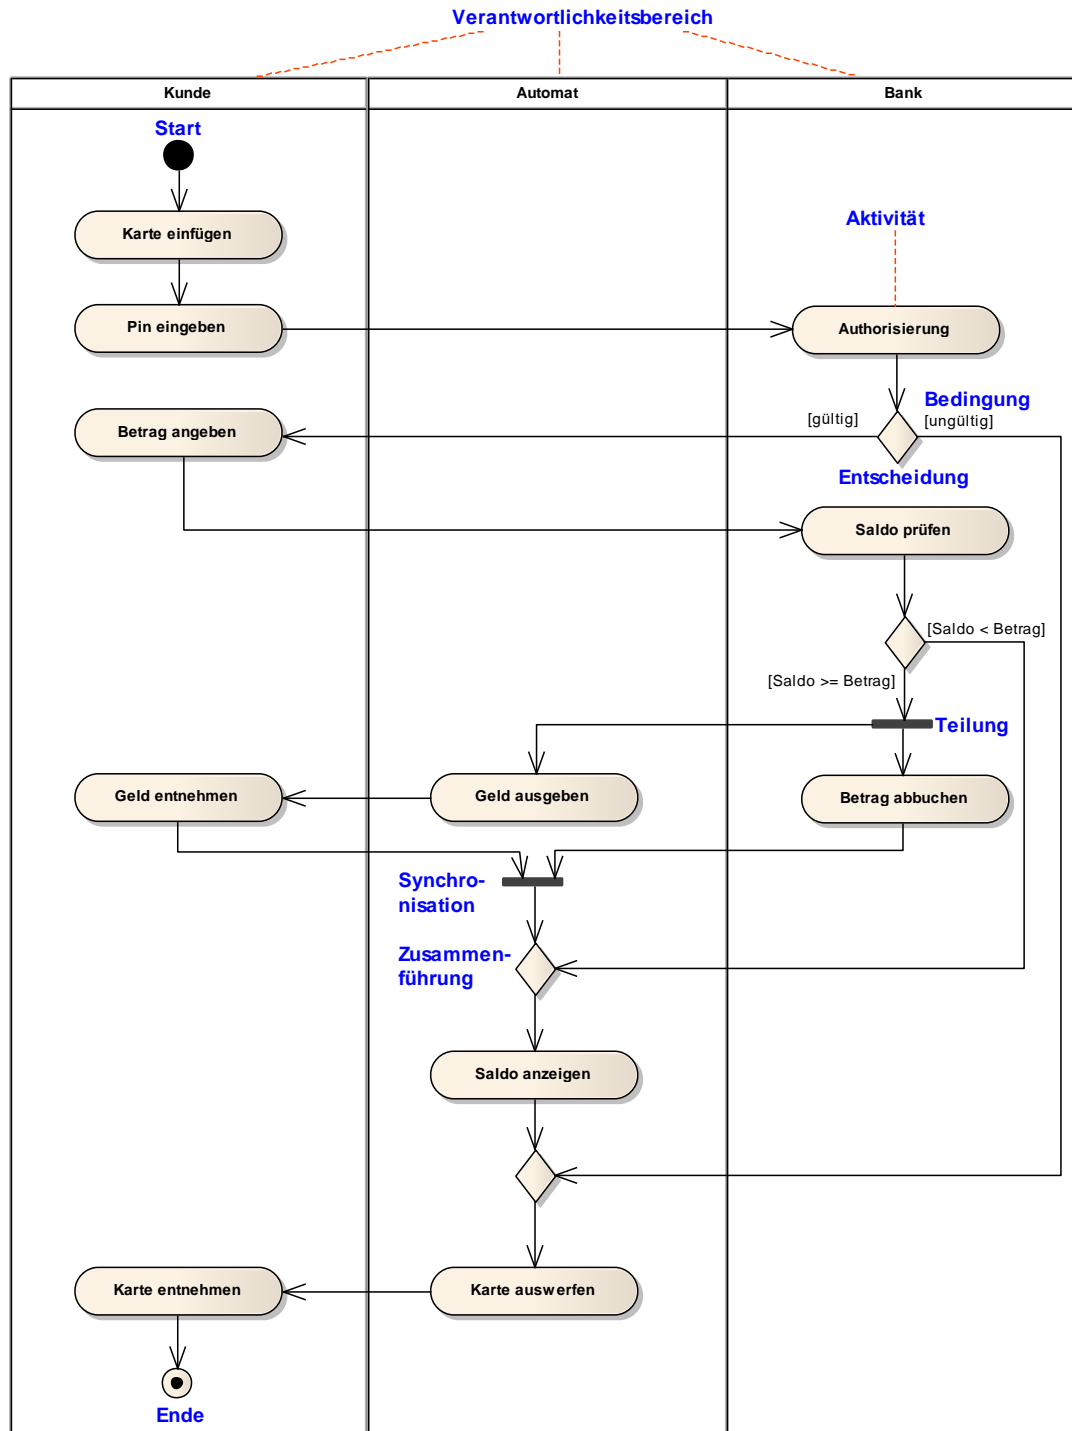 Verantwortlichkeitsbereich
Kunde
Automat
Bank
Start
Karte einfügen
Aktivität
Pin eingeben
Authorisierung
Bedingung
[gültig]
[ungültig]
Betrag angeben
Entscheidung
Saldo prüfen
[Saldo < Betrag]
[Saldo >= Betrag]
Teilung
Geld entnehmen
Geld ausgeben
Betrag abbuchen
Synchro-
nisation
Zusammen-
führung
Saldo anzeigen
Karte entnehmen
Karte auswerfen
Ende